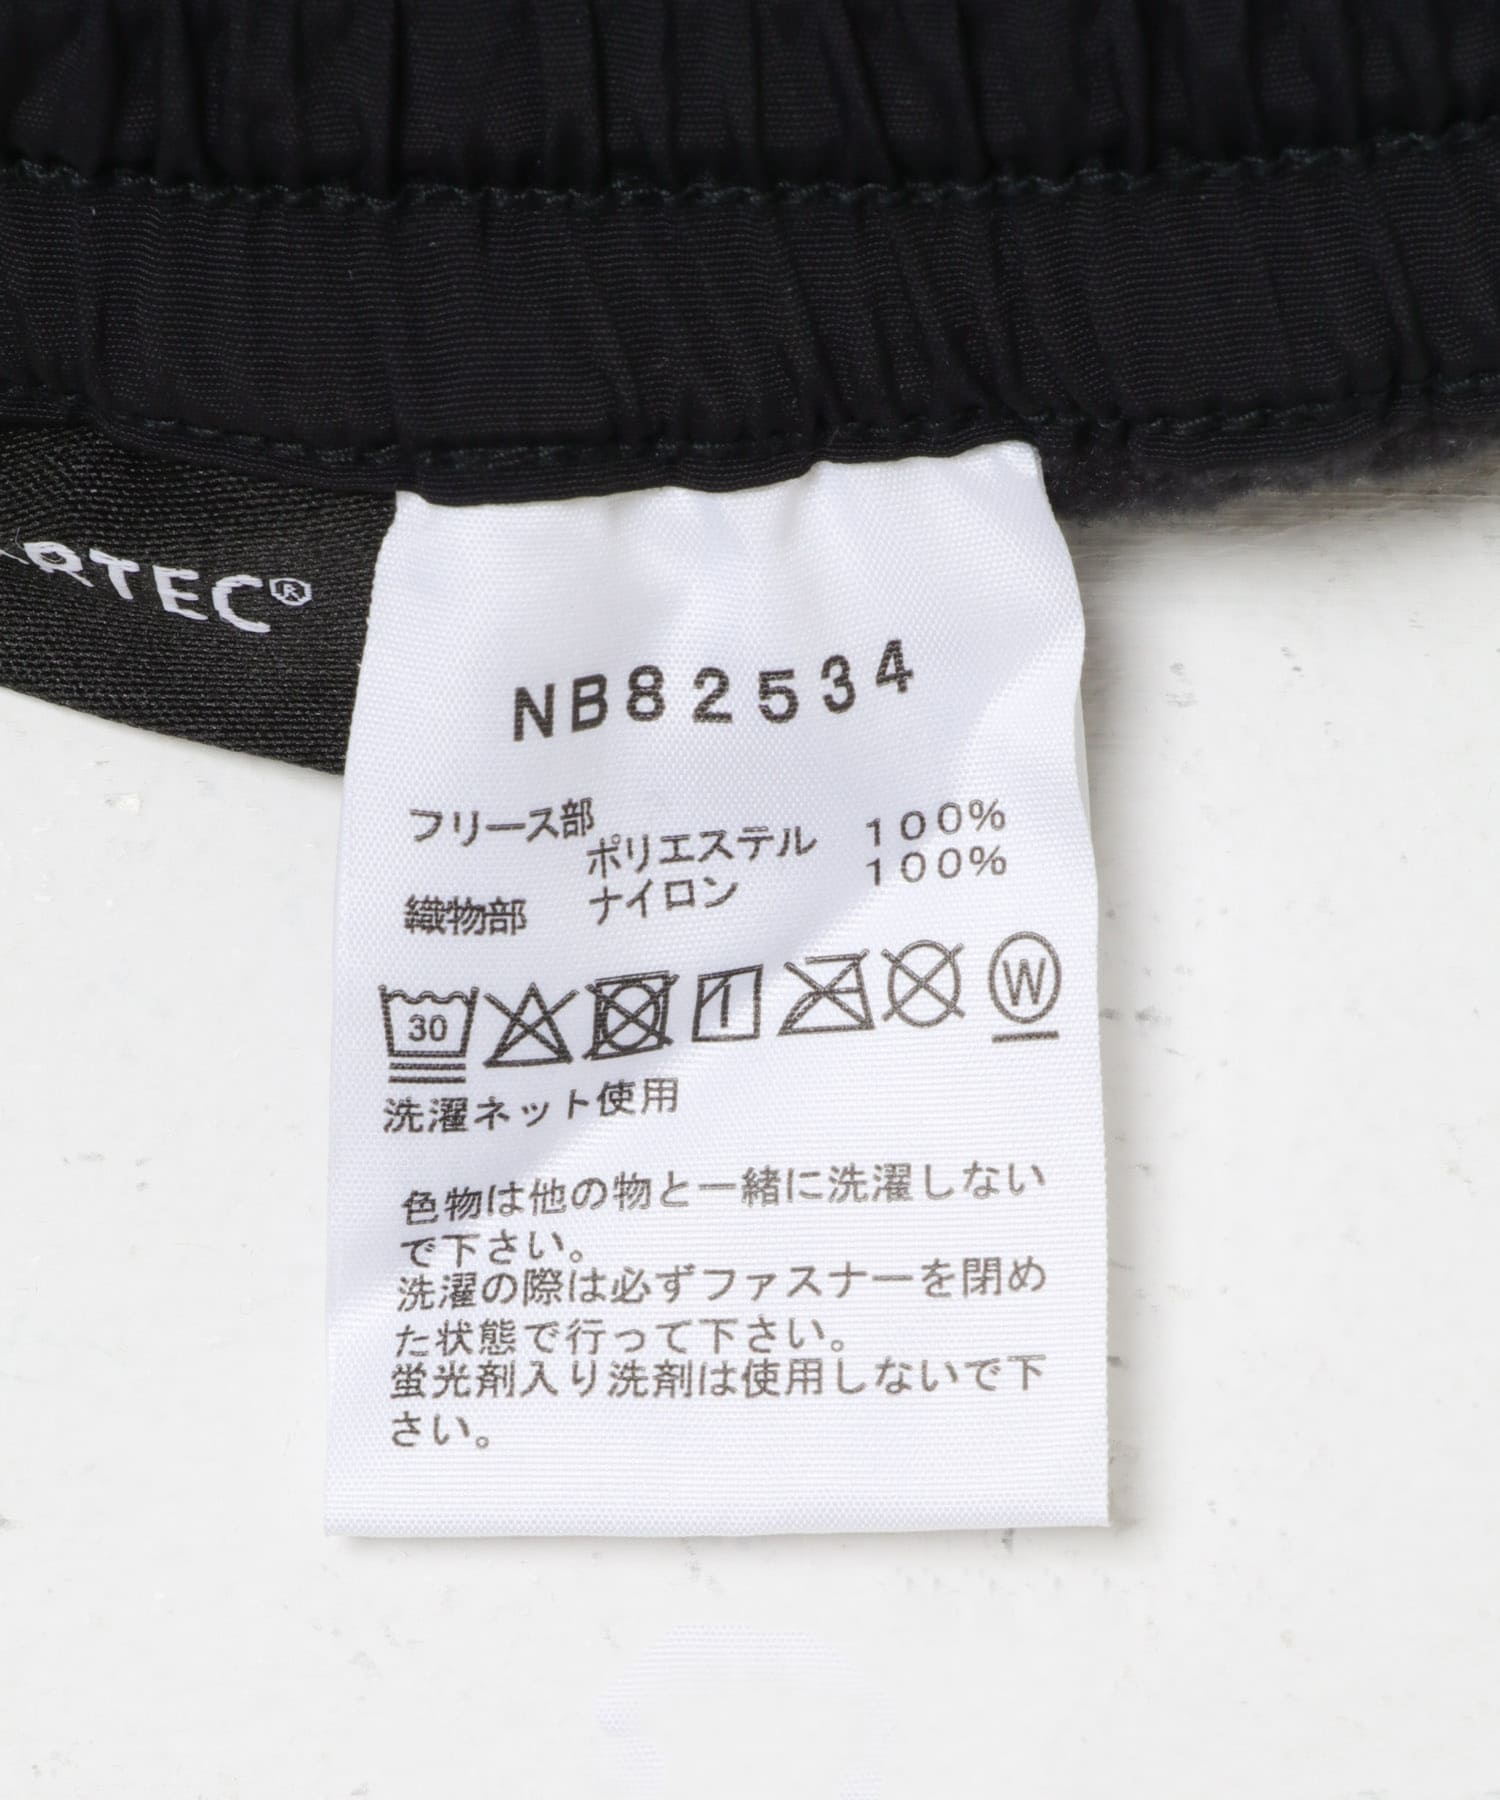 ARTEC®
NB82534
フリース部
ポリエステル 100%
織物部 ナイロン 100%
30
W
洗濯ネット使用
色物は他の物と一緒に洗濯しない
で下さい。
洗濯の際は必ずファスナーを閉め
た状態で行って下さい。
蛍光剤入り洗剤は使用しないで下
さい。